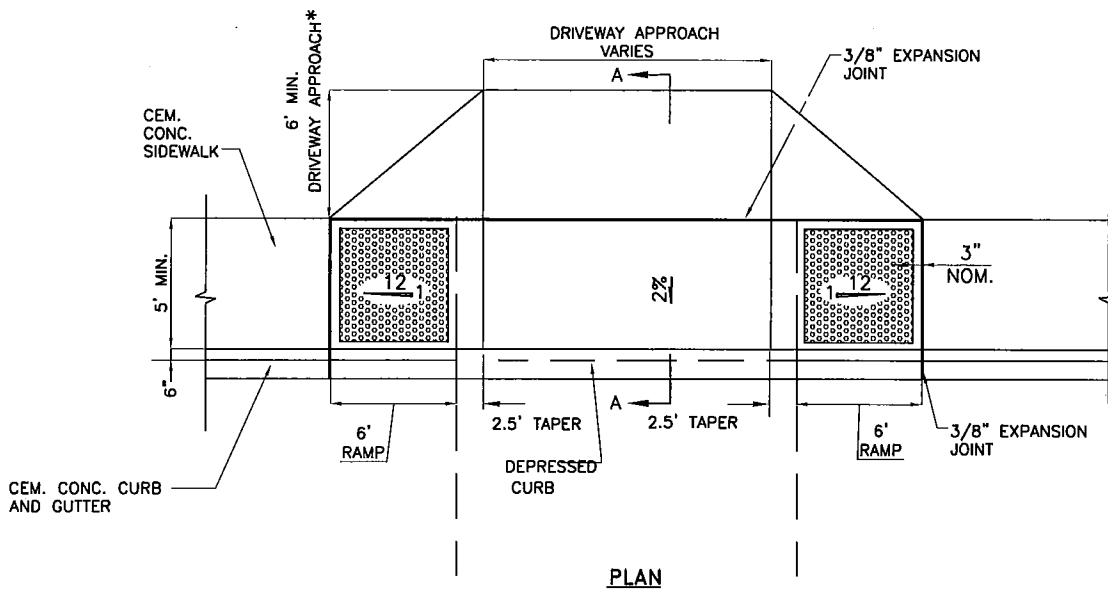 DRIVEWAY APPROACH
VARIES
3/8" EXPANSION
JOINT
A
6' MIN.
DRIVEWAY APPROACH*
CEM.
CONC.
SIDEWALK
5' MIN.
12
1
2%
1
12
3"
NOM.
6"
A
2.5' TAPER
2.5' TAPER
6'
RAMP
6'
RAMP
3/8" EXPANSION
JOINT
DEPRESSED
CURB
CEM. CONC. CURB
AND GUTTER
PLAN